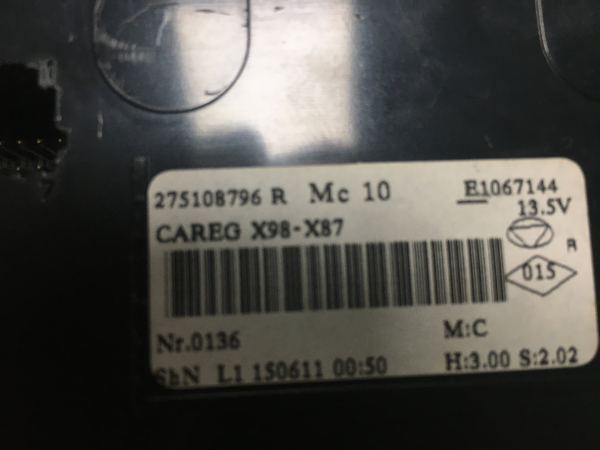 275108796 R Mc 10 E1067144
13.5V
CAREG X98-X87
R
015
Nr.0136 M:C
ShN L1 150611 00:50 H:3.00 S:2.02